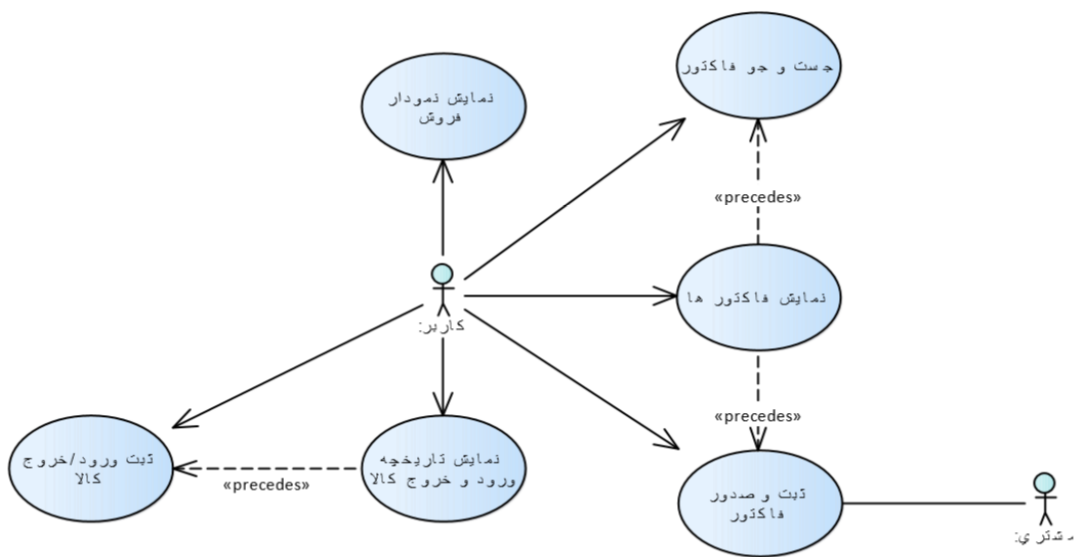 جست و جو فاکتور
نمایش نمودار
فروش
«precedes»
نمایش فاکتور ها
کاربر:
«precedes»
ثبت ورود/خروج
کالا
«precedes»
نمایش تاریخچه
ورود و خروج کالا
ثبت و صدور
فاکتور
مشتري: